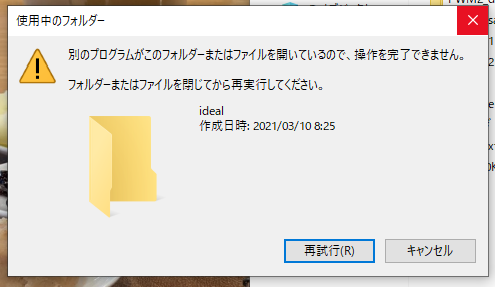 使用中のフォルダー
別のプログラムがこのフォルダーまたはファイルを開いているので、操作を完了できません。
フォルダーまたはファイルを閉じてから再実行してください。
ideal
作成日時: 2021/03/10 8:25
再試行(R)
キャンセル